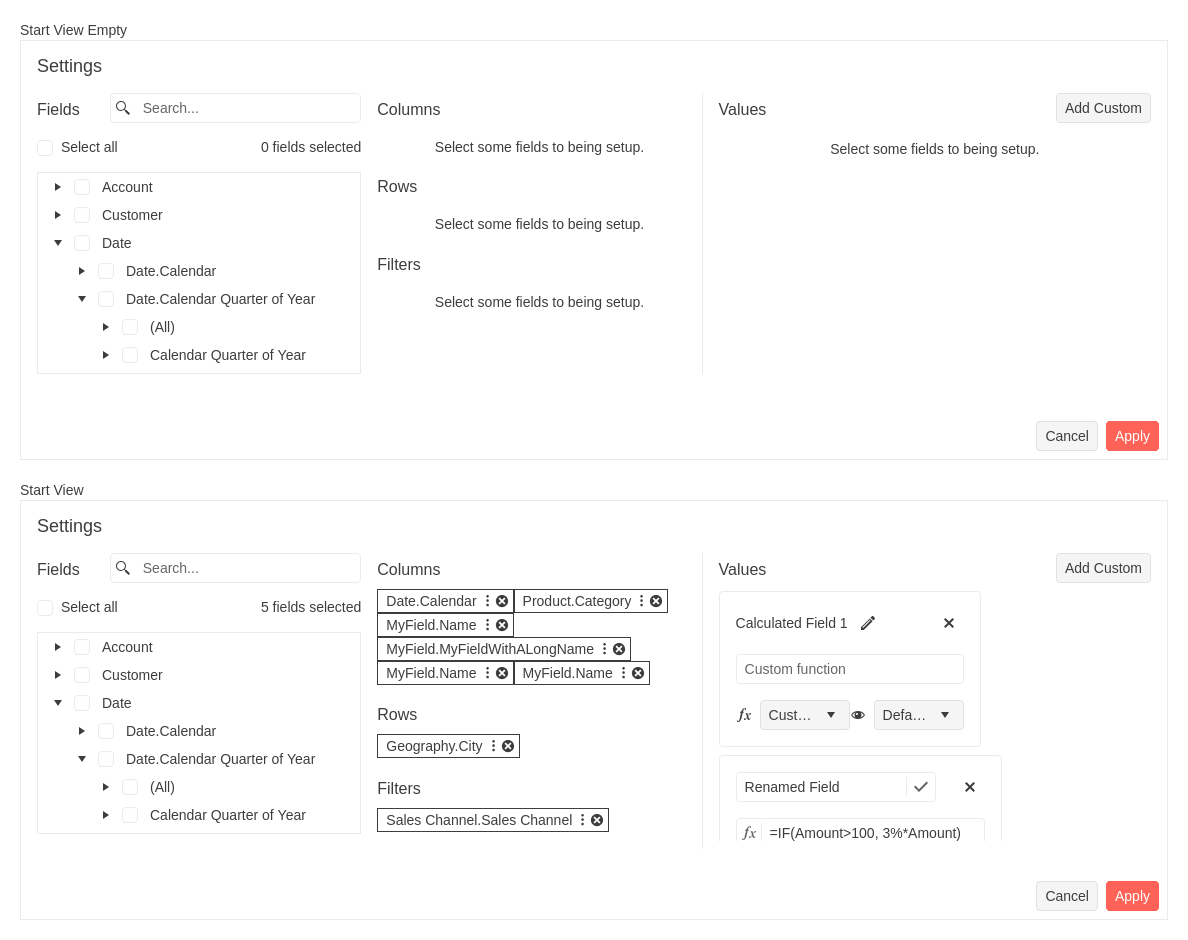 Start View Empty
Settings
Fields
Search...
Select all
0 fields selected
Account
Customer
Date
Date.Calendar
Date.Calendar Quarter of Year
(All)
Calendar Quarter of Year
Columns
Select some fields to being setup.
Rows
Select some fields to being setup.
Filters
Select some fields to being setup.
Values
Add Custom
Select some fields to being setup.
Cancel
Apply
Start View
Settings
Fields
Search...
Select all
5 fields selected
Account
Customer
Date
Date.Calendar
Date.Calendar Quarter of Year
(All)
Calendar Quarter of Year
Columns
Date.Calendar
Product.Category
MyField.Name
MyField.MyFieldWithALongName
MyField.Name
MyField.Name
Rows
Geography.City
Filters
Sales Channel.Sales Channel
Values
Add Custom
Calculated Field 1
Custom function
fx
Cust…
Defa…
Renamed Field
fx
=IF(Amount>100, 3%*Amount)
Cancel
Apply